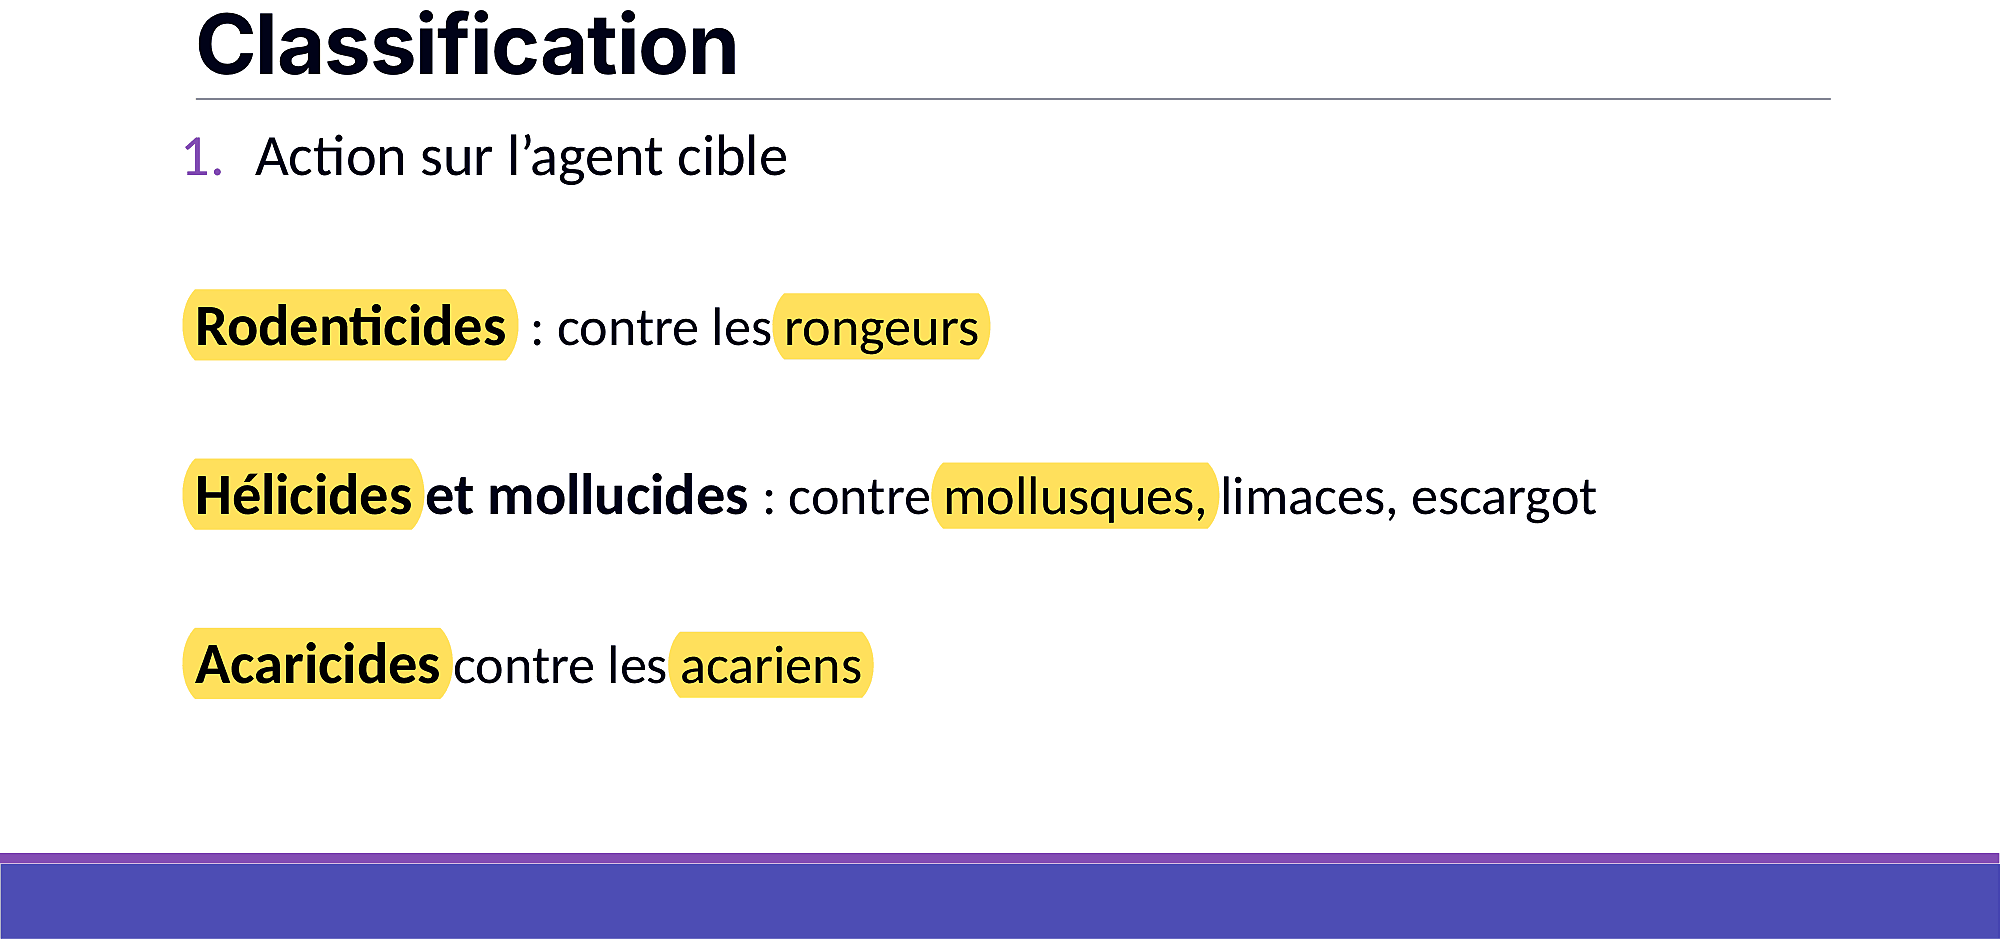 Classification
1. Action sur l’agent cible
Rodenticides : contre les rongeurs
Hélicides et mollucides : contre mollusques, limaces, escargot
Acaricides contre les acariens